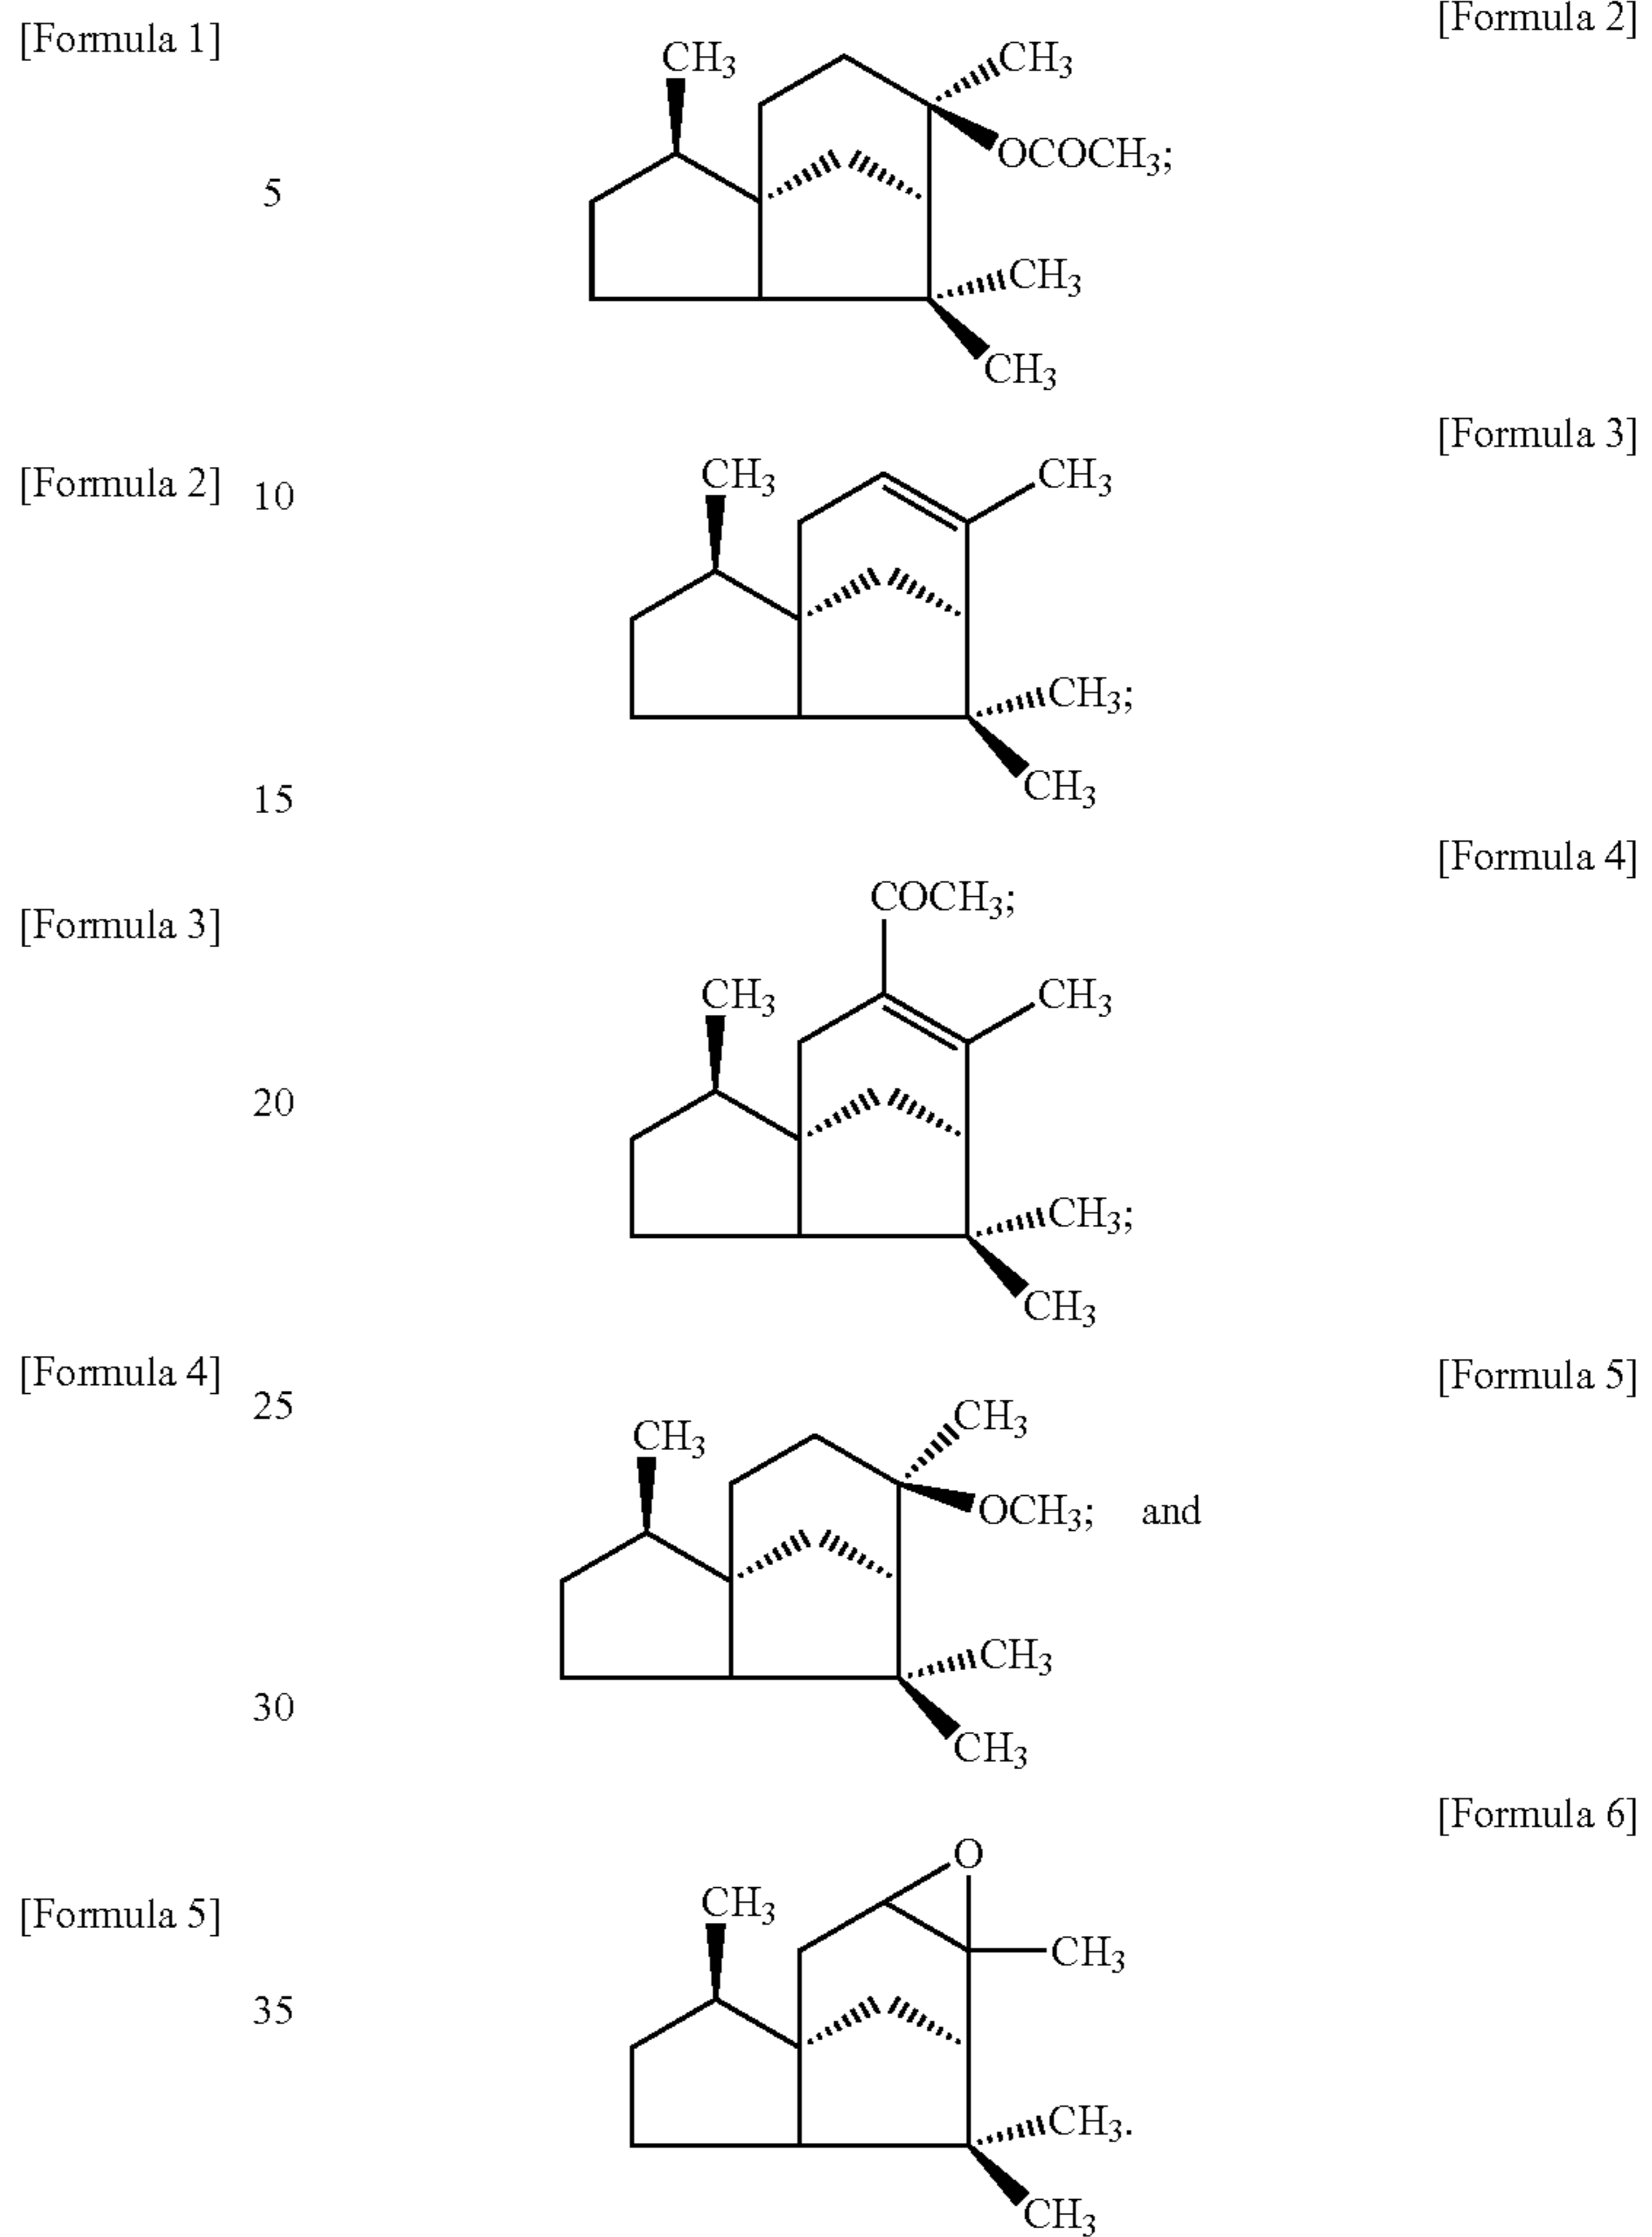 [Formula 1]
[Formula 2]
CH₃
CH₃
OCOCH₃;
5
CH₃
CH₃
[Formula 3]
[Formula 2]
10
CH₃
CH₃
CH₃;
CH₃
15
[Formula 4]
COCH₃;
[Formula 3]
CH₃
CH₃
20
CH₃;
CH₃
[Formula 4]
[Formula 5]
25
CH₃
CH₃
OCH₃; and
CH₃
30
CH₃
[Formula 6]
O
CH₃
[Formula 5]
CH₃
35
CH₃.
CH₃